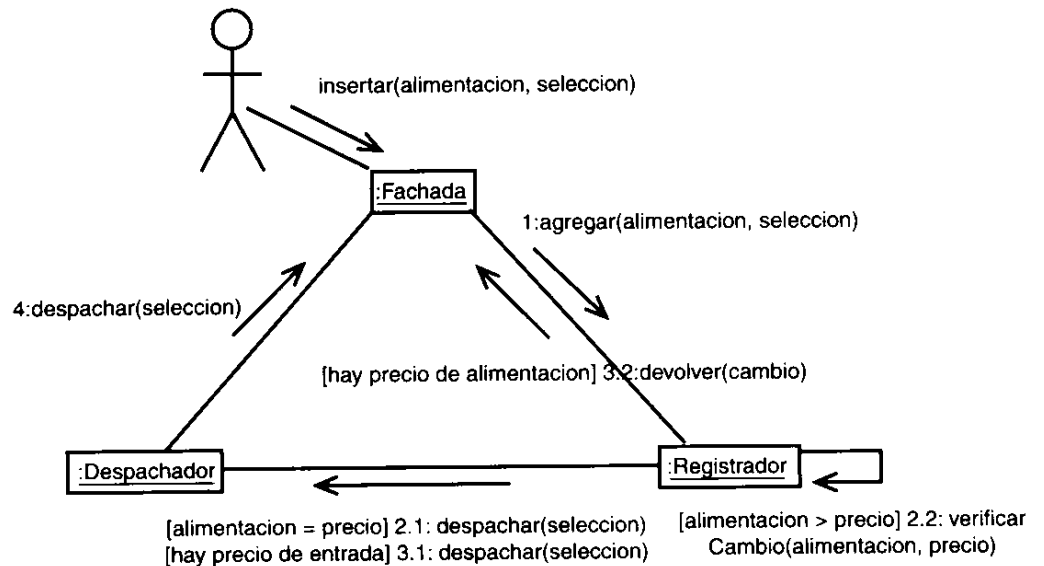 insertar(alimentacion, seleccion)
:Fachada
1:agregar(alimentacion, seleccion)
4:despachar(seleccion)
[hay precio de alimentacion] 3.2:devolver(cambio)
:Despachador
:Registrador
[alimentacion = precio] 2.1: despachar(seleccion)
[hay precio de entrada] 3.1: despachar(seleccion)
[alimentacion > precio] 2.2: verificar
Cambio(alimentacion, precio)